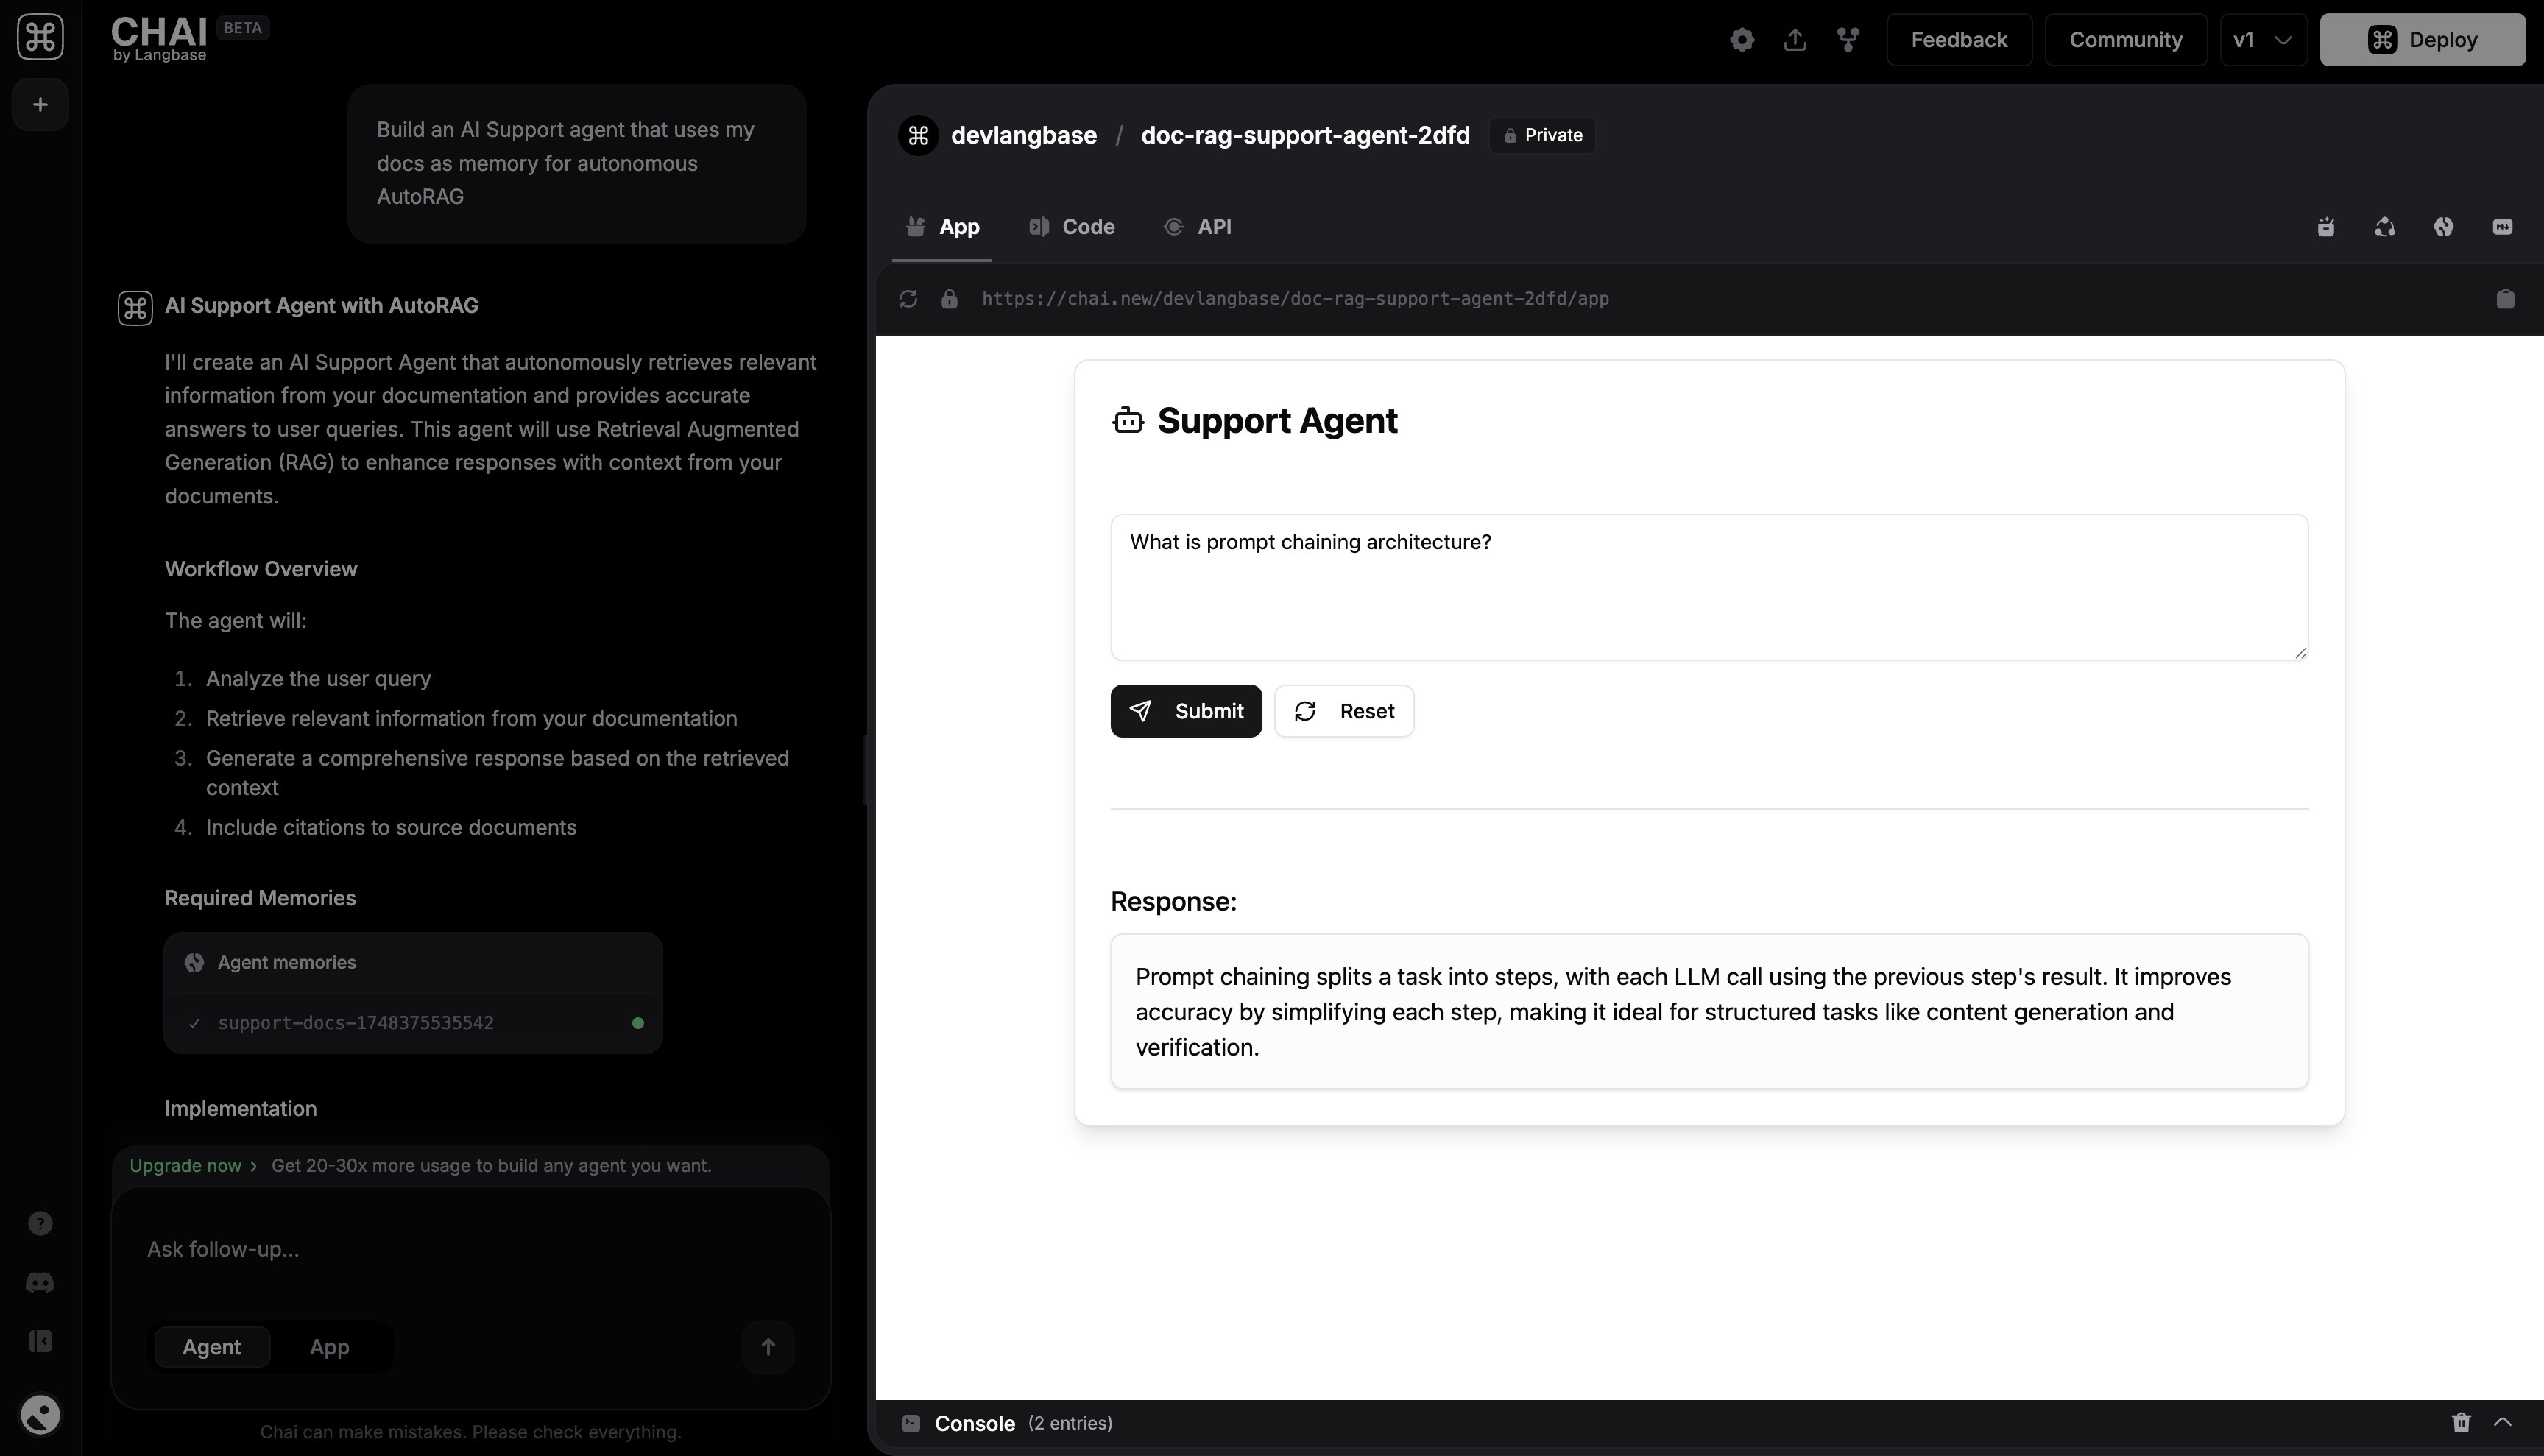 CHAI BETA
by Langbase
Feedback
Community
v1
Deploy
Build an AI Support agent that uses my
docs as memory for autonomous
AutoRAG
AI Support Agent with AutoRAG
I'll create an AI Support Agent that autonomously retrieves relevant
information from your documentation and provides accurate
answers to user queries. This agent will use Retrieval Augmented
Generation (RAG) to enhance responses with context from your
documents.
Workflow Overview
The agent will:
1. Analyze the user query
2. Retrieve relevant information from your documentation
3. Generate a comprehensive response based on the retrieved
context
4. Include citations to source documents
Required Memories
Agent memories
support-docs-1748375535542
Implementation
Upgrade now › Get 20-30x more usage to build any agent you want.
Ask follow-up...
Agent App
Chai can make mistakes. Please check everything.
devlangbase / doc-rag-support-agent-2dfd Private
App Code API
https://chai.new/devlangbase/doc-rag-support-agent-2dfd/app
Support Agent
What is prompt chaining architecture?
Submit Reset
Response:
Prompt chaining splits a task into steps, with each LLM call using the previous step's result. It improves
accuracy by simplifying each step, making it ideal for structured tasks like content generation and
verification.
Console (2 entries)